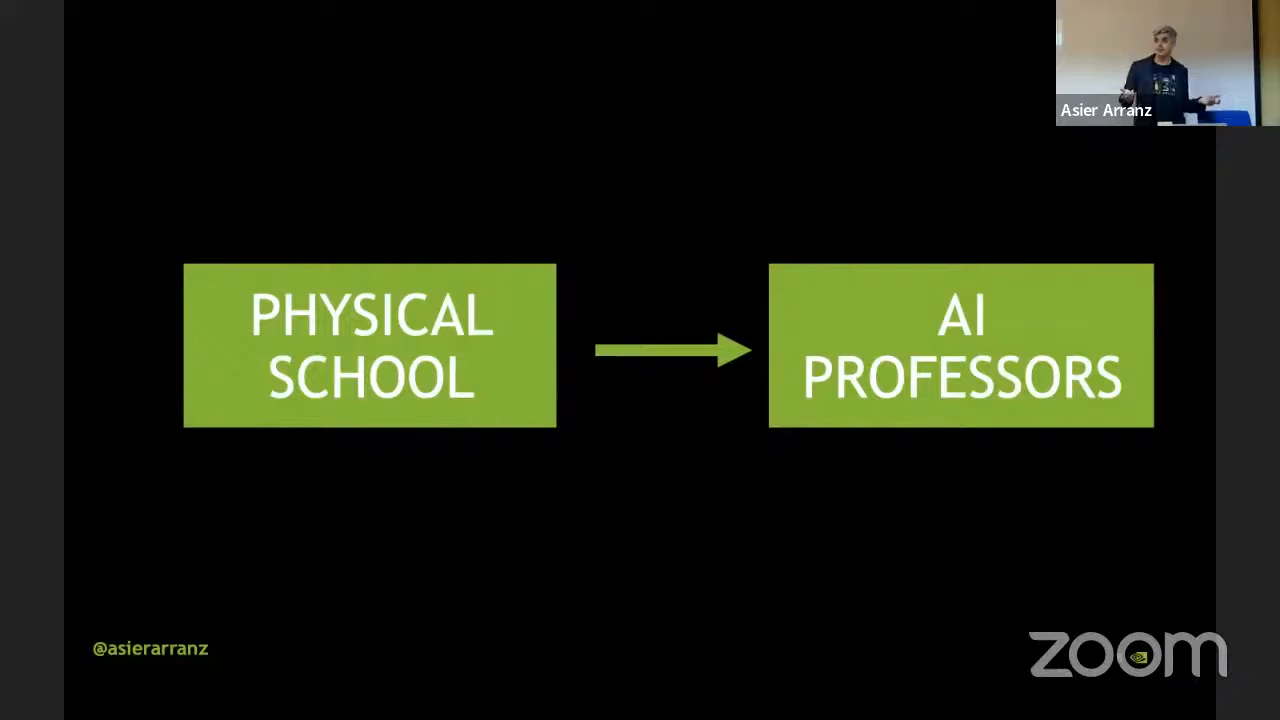 Asier Arranz
PHYSICAL
SCHOOL
AI
PROFESSORS
@asierarranz
zoom